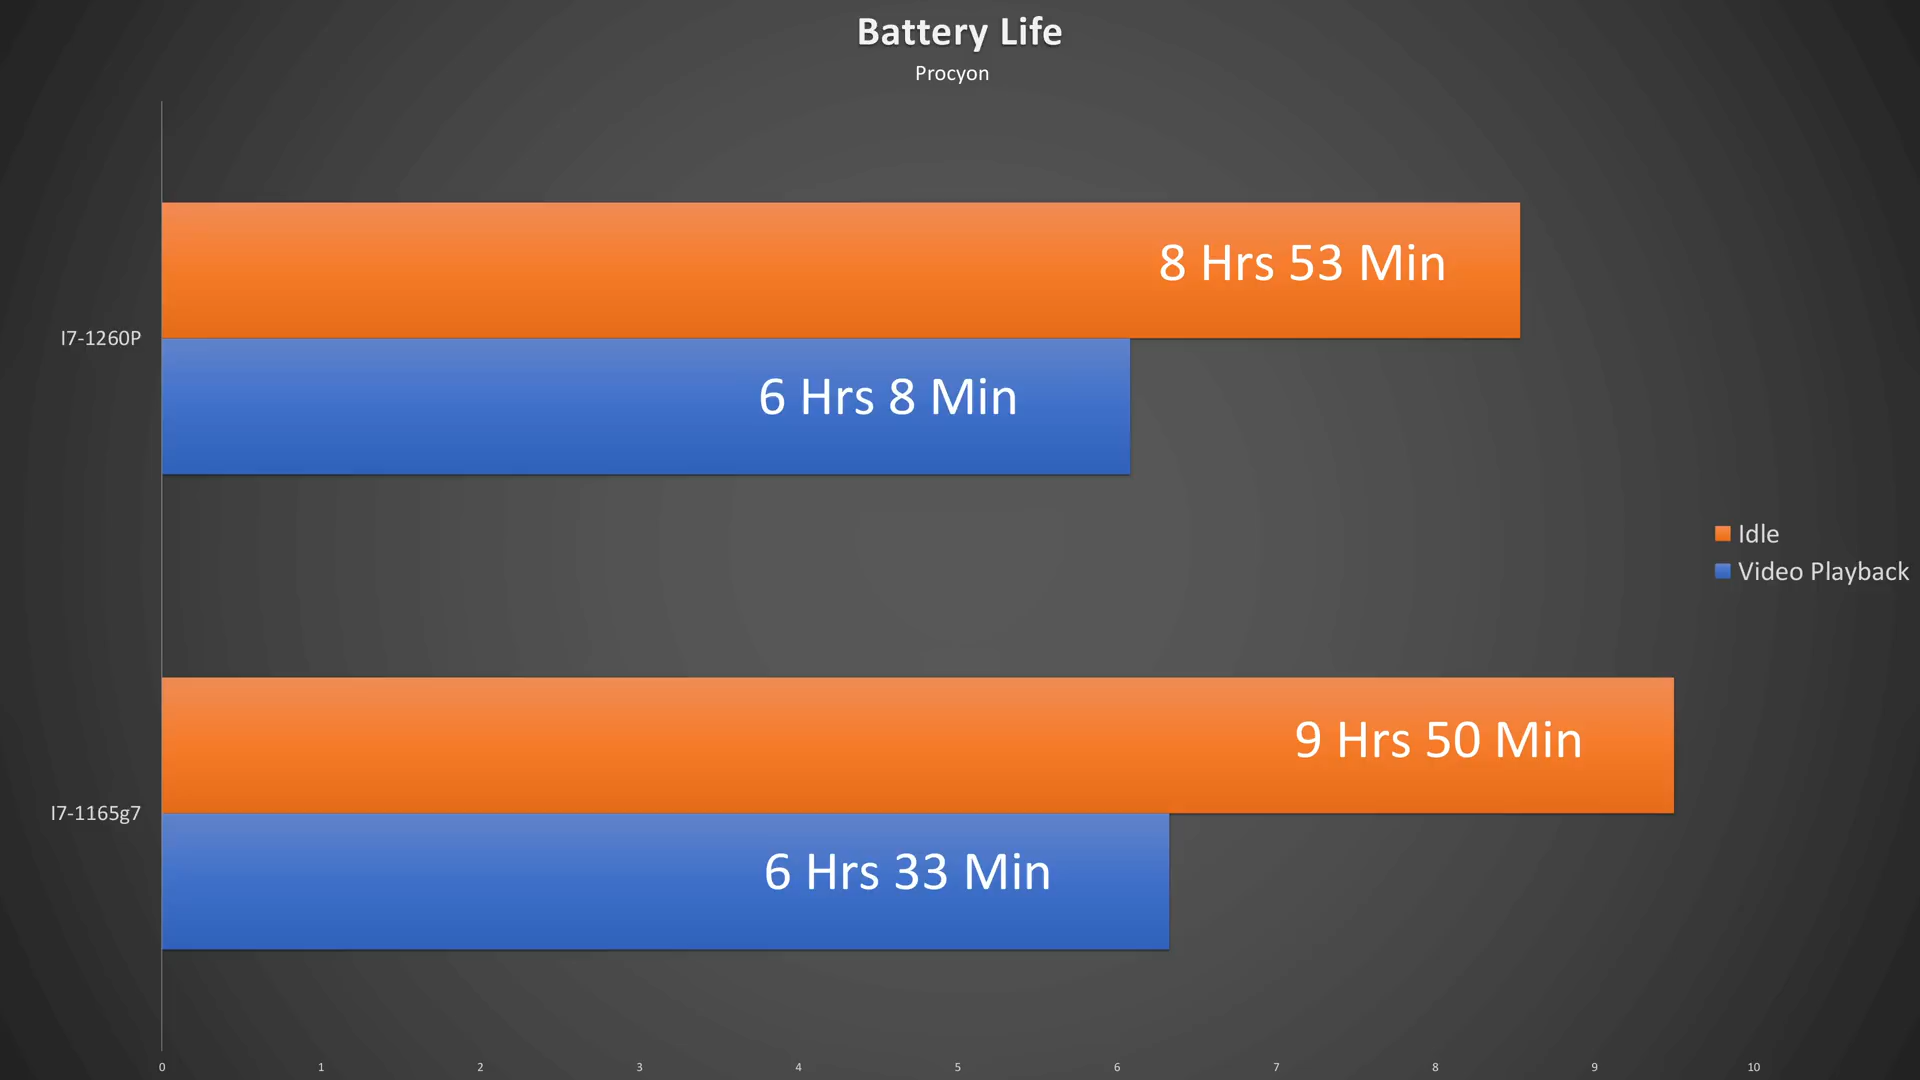 Battery Life
Procyon
8 Hrs 53 Min
I7-1260P
6 Hrs 8 Min
Idle
Video Playback
9 Hrs 50 Min
I7-1165g7
6 Hrs 33 Min
0 1 2 3 4 5 6 7 8 9 10